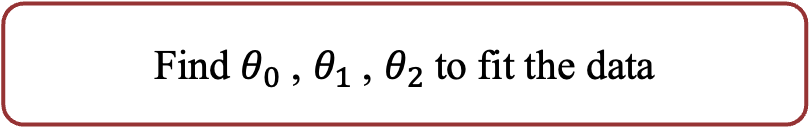 Find θ₀ , θ₁ , θ₂ to fit the data